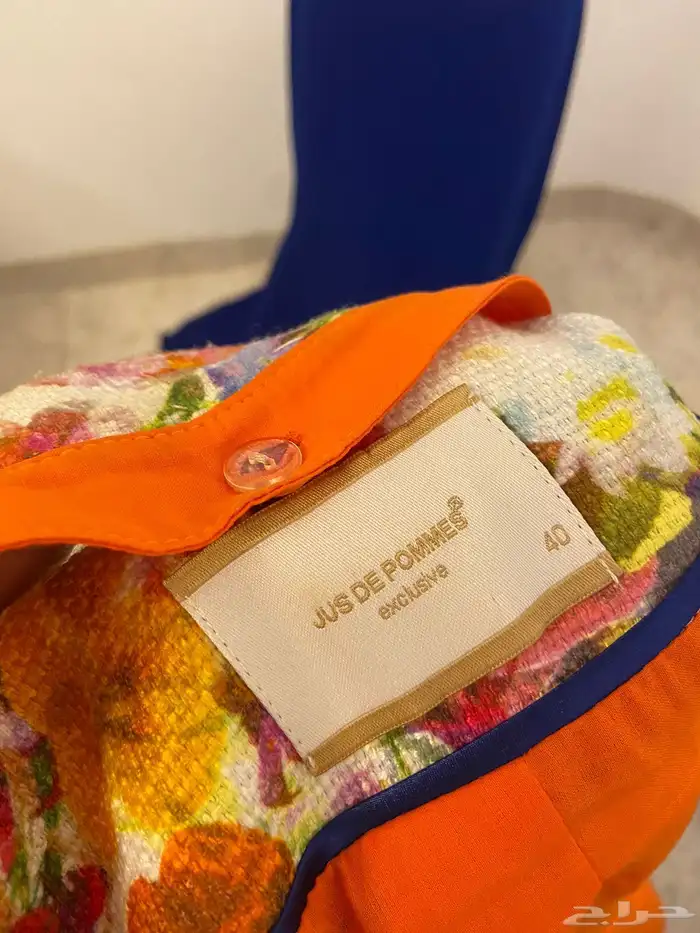 JUS DE POMMES®
exclusive
40
حراج